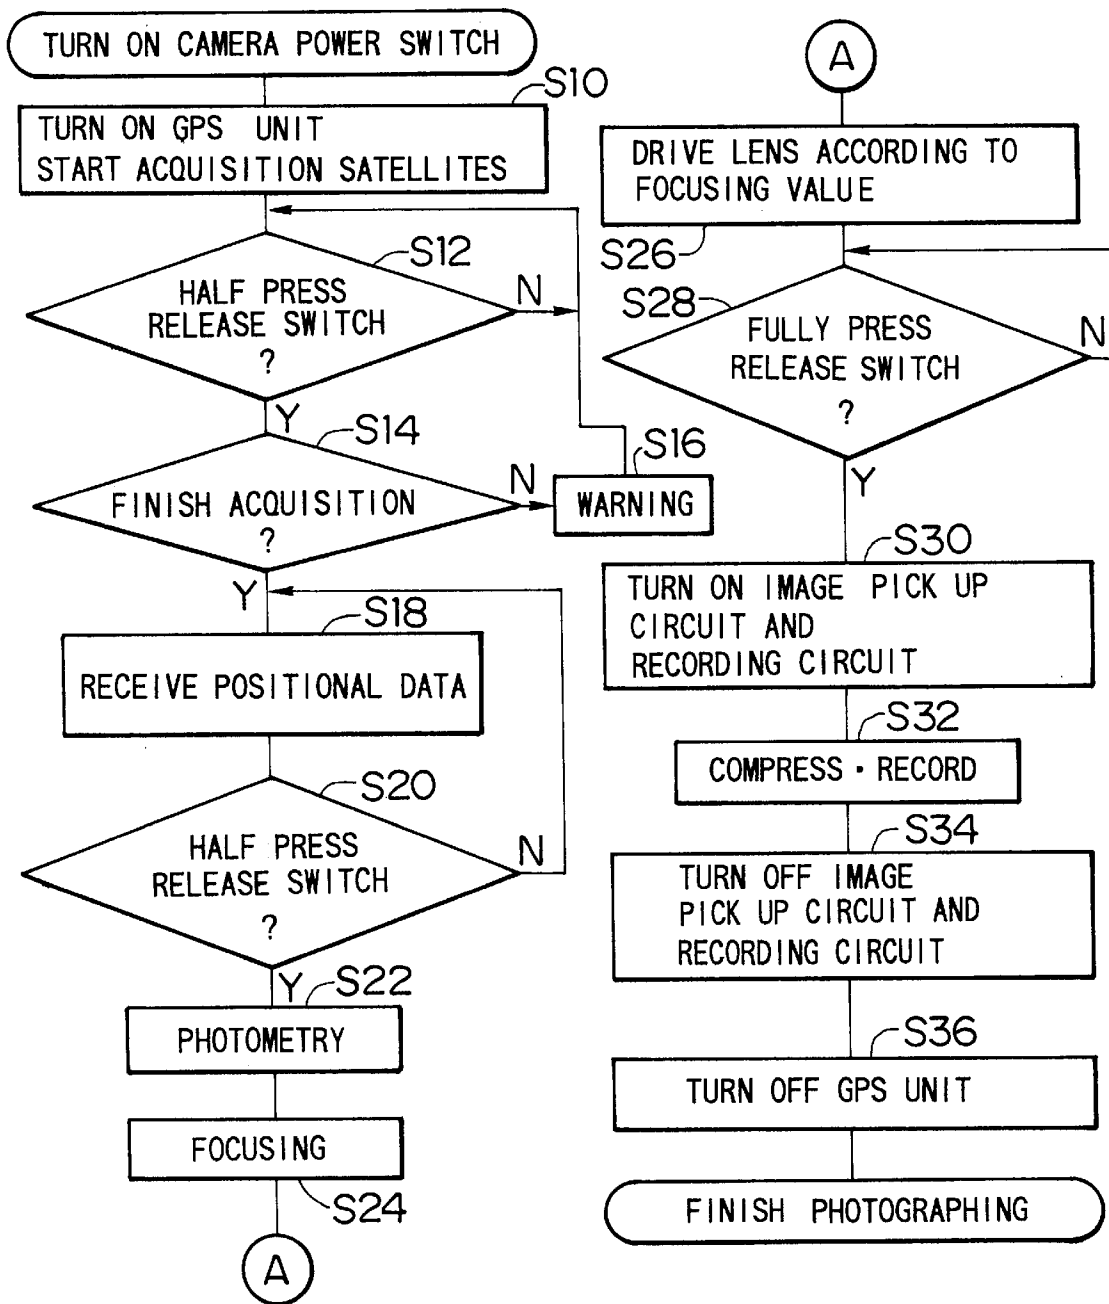 TURN ON CAMERA POWER SWITCH
S10
TURN ON GPS UNIT
START ACQUISITION SATELLITES
S12
HALF PRESS
RELEASE SWITCH
?
N
Y
S14
FINISH ACQUISITION
?
N
S16
WARNING
Y
S18
RECEIVE POSITIONAL DATA
S20
HALF PRESS
RELEASE SWITCH
?
N
Y
S22
PHOTOMETRY
FOCUSING
S24
A
A
DRIVE LENS ACCORDING TO
FOCUSING VALUE
S26
S28
FULLY PRESS
RELEASE SWITCH
?
N
Y
S30
TURN ON IMAGE PICK UP
CIRCUIT AND
RECORDING CIRCUIT
S32
COMPRESS・RECORD
S34
TURN OFF IMAGE
PICK UP CIRCUIT AND
RECORDING CIRCUIT
S36
TURN OFF GPS UNIT
FINISH PHOTOGRAPHING